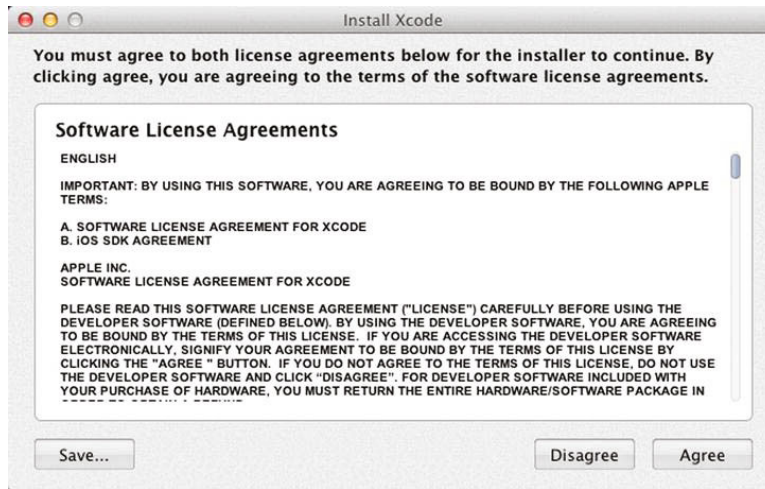 Install Xcode
You must agree to both license agreements below for the installer to continue. By
clicking agree, you are agreeing to the terms of the software license agreements.
Software License Agreements
ENGLISH
IMPORTANT: BY USING THIS SOFTWARE, YOU ARE AGREEING TO BE BOUND BY THE FOLLOWING APPLE
TERMS:
A. SOFTWARE LICENSE AGREEMENT FOR XCODE
B. iOS SDK AGREEMENT
APPLE INC.
SOFTWARE LICENSE AGREEMENT FOR XCODE
PLEASE READ THIS SOFTWARE LICENSE AGREEMENT ("LICENSE") CAREFULLY BEFORE USING THE
DEVELOPER SOFTWARE (DEFINED BELOW). BY USING THE DEVELOPER SOFTWARE, YOU ARE AGREEING
TO BE BOUND BY THE TERMS OF THIS LICENSE. IF YOU ARE ACCESSING THE DEVELOPER SOFTWARE
ELECTRONICALLY, SIGNIFY YOUR AGREEMENT TO BE BOUND BY THE TERMS OF THIS LICENSE BY
CLICKING THE "AGREE " BUTTON. IF YOU DO NOT AGREE TO THE TERMS OF THIS LICENSE, DO NOT USE
THE DEVELOPER SOFTWARE AND CLICK “DISAGREE”. FOR DEVELOPER SOFTWARE INCLUDED WITH
YOUR PURCHASE OF HARDWARE, YOU MUST RETURN THE ENTIRE HARDWARE/SOFTWARE PACKAGE IN
Save...
Disagree
Agree